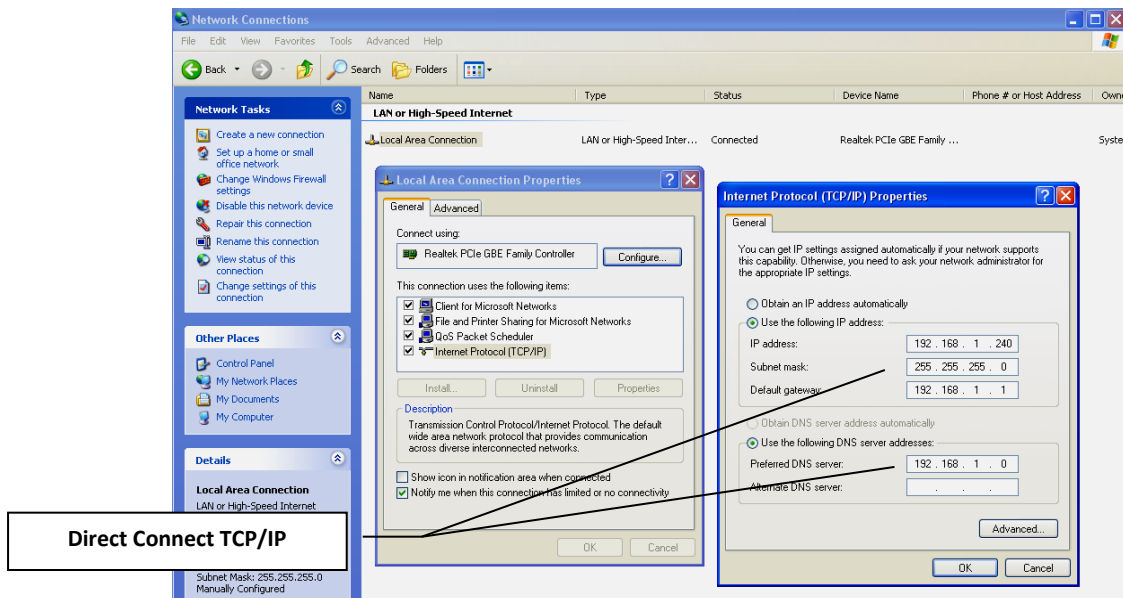 Network Connections
File Edit View Favorites Tools Advanced Help
Back Search Folders
Name Type Status Device Name Phone # or Host Address Own
LAN or High-Speed Internet
Local Area Connection LAN or High-Speed Inter... Connected Realtek PCIe GBE Family ... Syste
Network Tasks
Create a new connection
Set up a home or small
office network
Change Windows Firewall
settings
Disable this network device
Repair this connection
Rename this connection
View status of this
connection
Change settings of this
connection
Other Places
Control Panel
My Network Places
My Documents
My Computer
Details
Local Area Connection
LAN or High-Speed Internet
Subnet Mask: 255.255.255.0
Manually Configured
Direct Connect TCP/IP
Local Area Connection Properties
General Advanced
Connect using:
Realtek PCIe GBE Family Controller Configure...
This connection uses the following items:
Client for Microsoft Networks
File and Printer Sharing for Microsoft Networks
QoS Packet Scheduler
Internet Protocol (TCP/IP)
Install... Uninstall Properties
Description
Transmission Control Protocol/Internet Protocol. The default
wide area network protocol that provides communication
across diverse interconnected networks.
Show icon in notification area when connected
Notify me when this connection has limited or no connectivity
OK Cancel
Internet Protocol (TCP/IP) Properties
General
You can get IP settings assigned automatically if your network supports
this capability. Otherwise, you need to ask your network administrator for
the appropriate IP settings.
Obtain an IP address automatically
Use the following IP address:
IP address: 192 . 168 . 1 . 240
Subnet mask: 255 . 255 . 255 . 0
Default gateway: 192 . 168 . 1 . 1
Obtain DNS server address automatically
Use the following DNS server addresses:
Preferred DNS server: 192 . 168 . 1 . 0
Alternate DNS server: . . .
Advanced...
OK Cancel